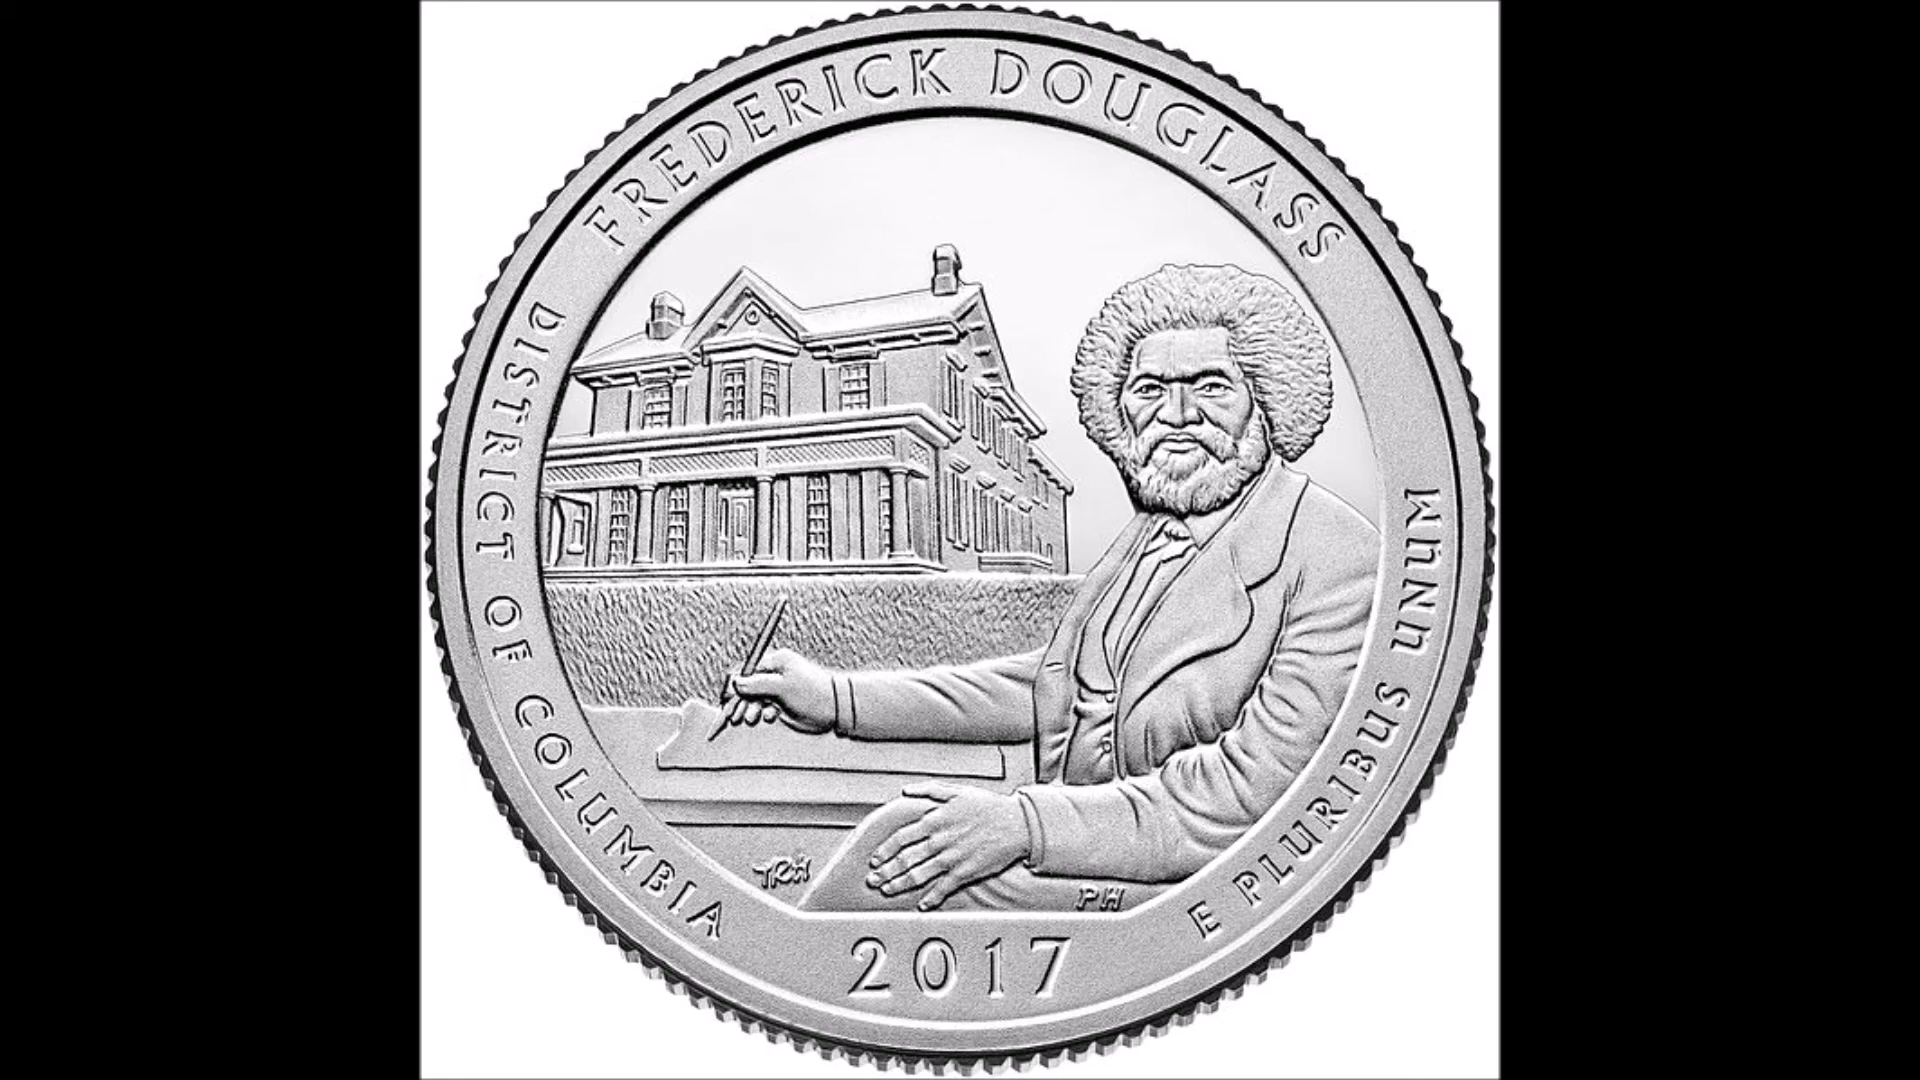 FREDERICK DOUGLASS
DISTRICT OF COLUMBIA
E PLURIBUS UNUM
TRH
PH
2017